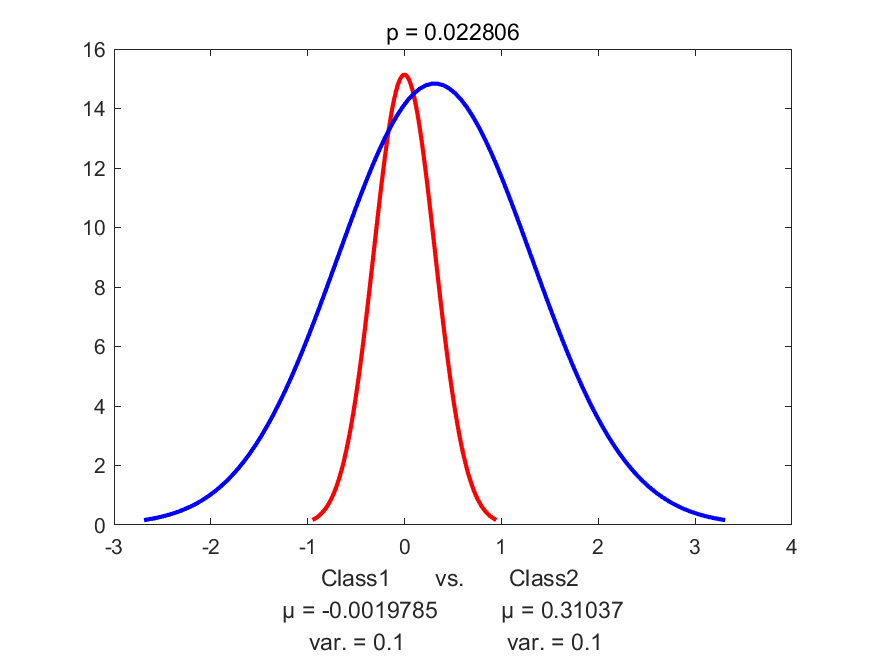 p = 0.022806
16
14
12
10
8
6
4
2
0
-3 -2 -1 0 1 2 3 4
Class1 vs. Class2
μ = -0.0019785 μ = 0.31037
var. = 0.1 var. = 0.1